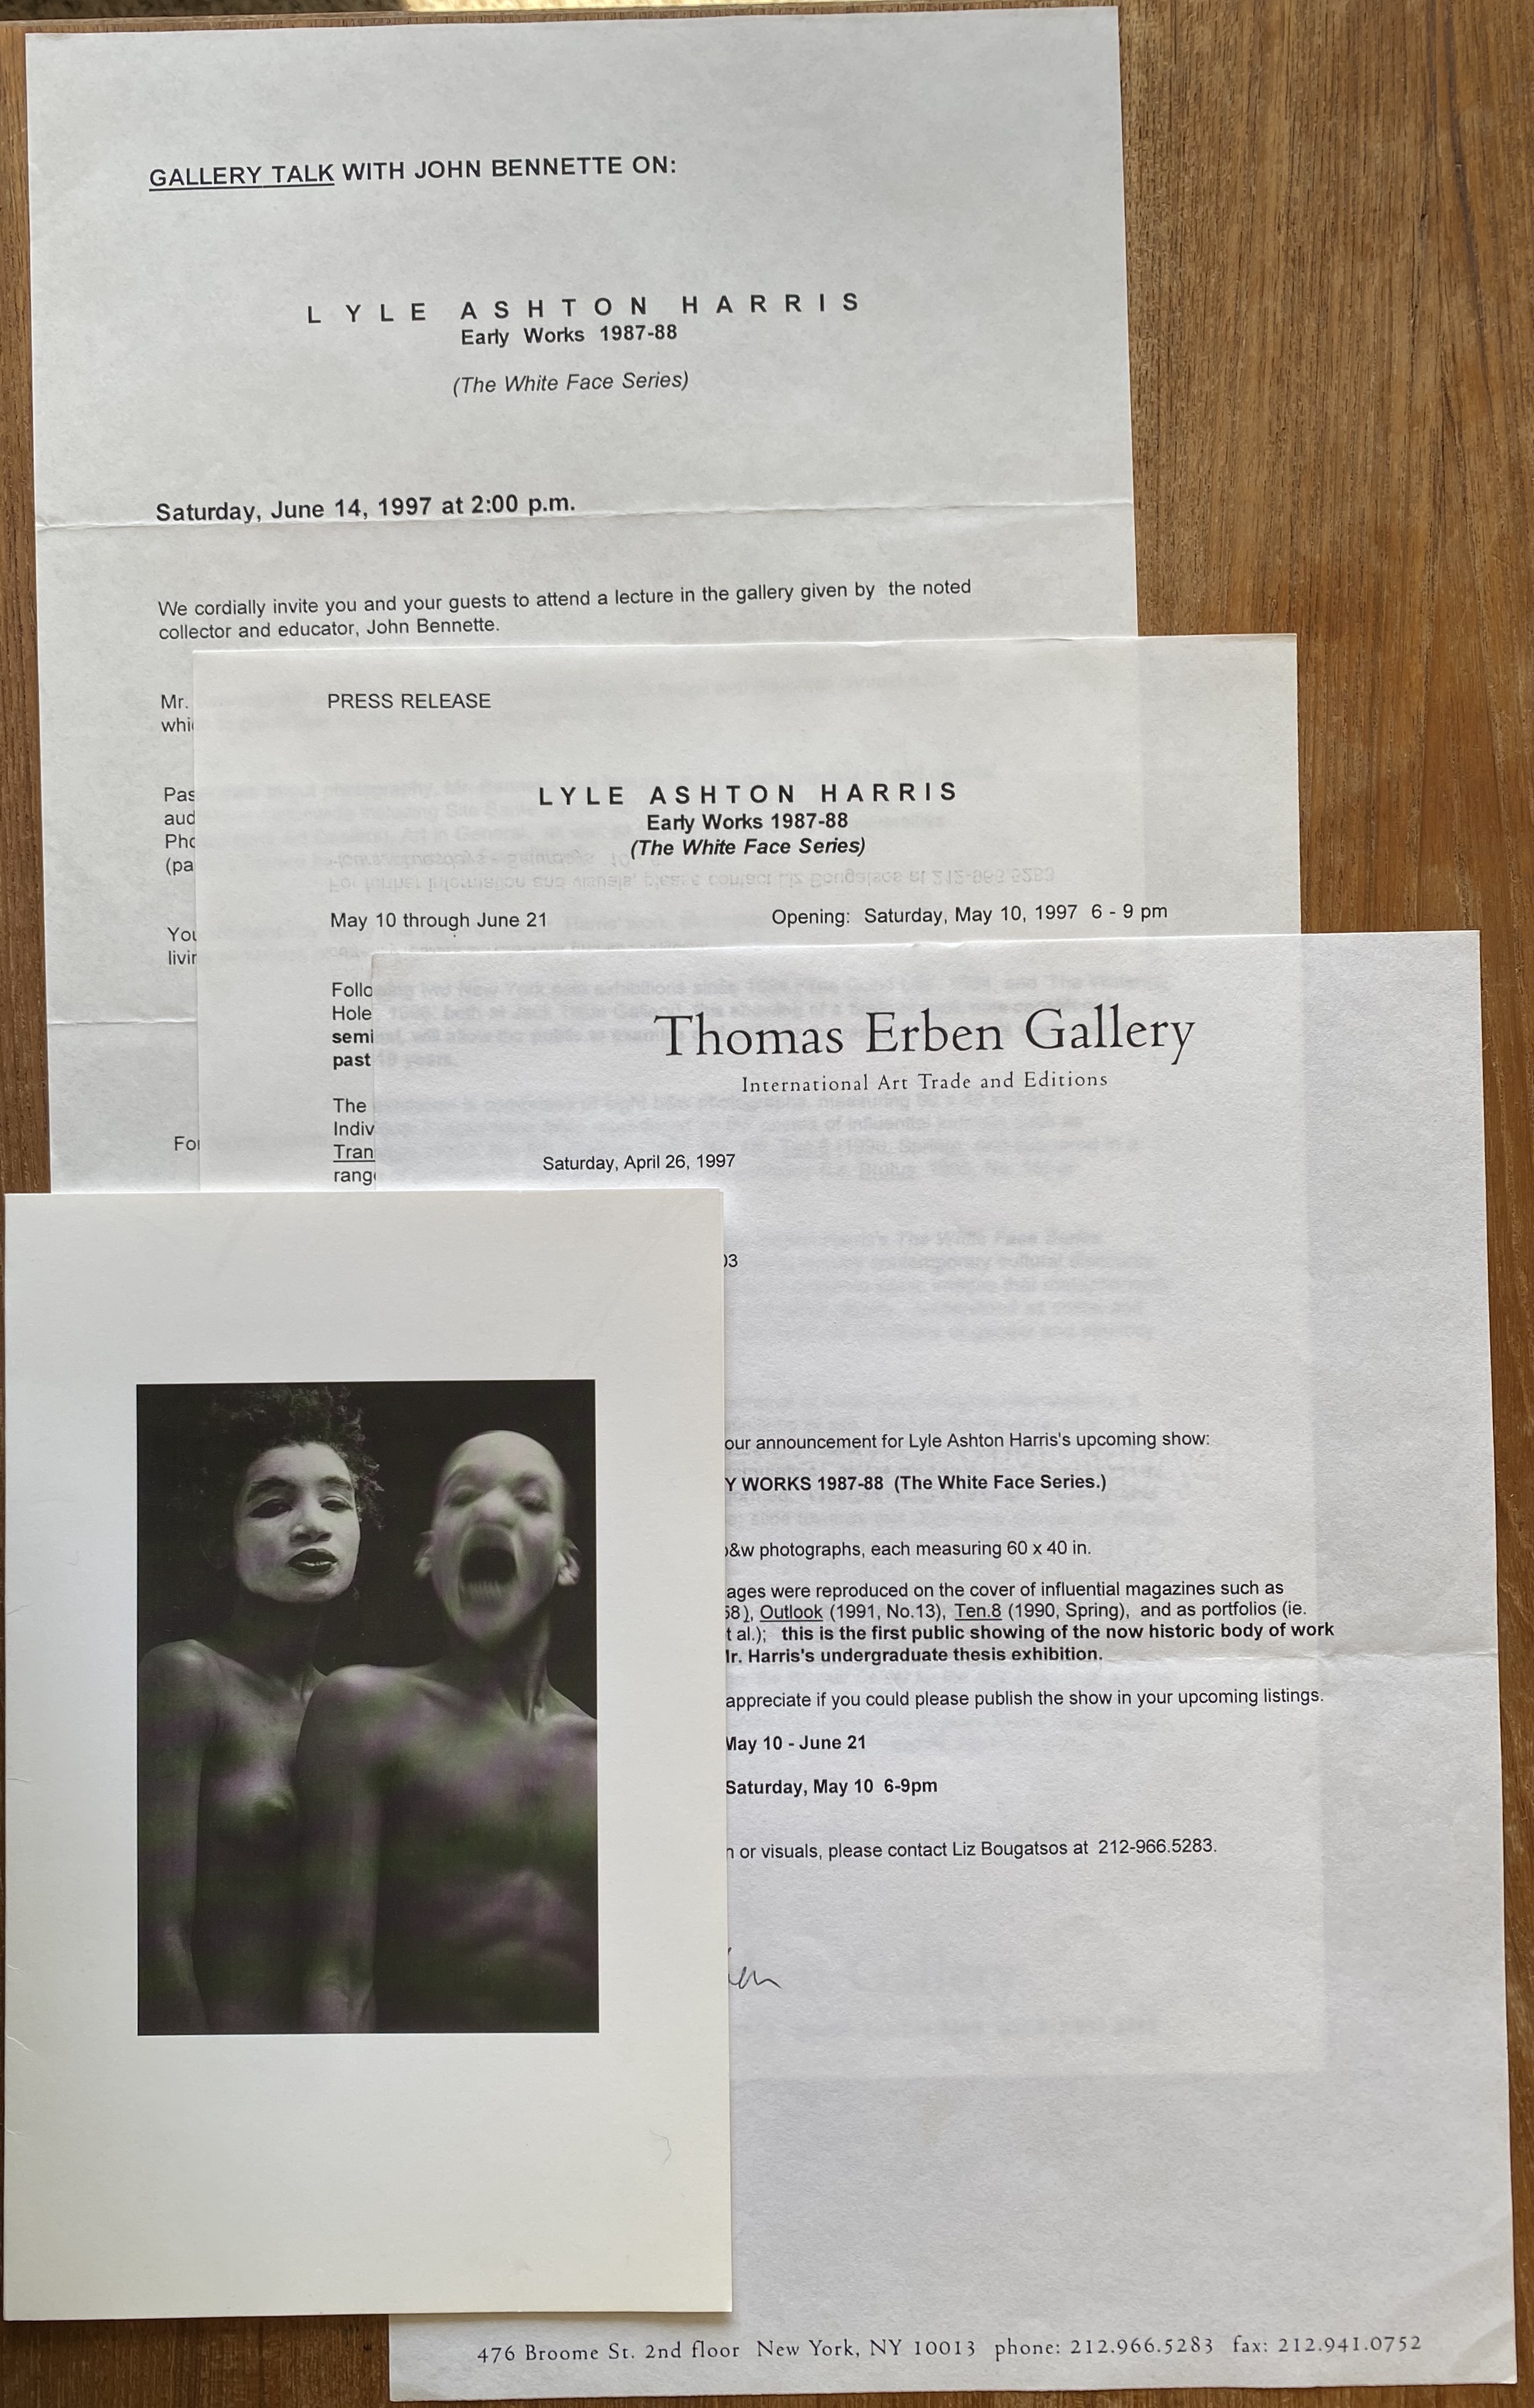 GALLERY TALK WITH JOHN BENNETTE ON:
LYLE ASHTON HARRIS
Early Works 1987-88
(The White Face Series)
Saturday, June 14, 1997 at 2:00 p.m.
We cordially invite you and your guests to attend a lecture in the gallery given by the noted
collector and educator, John Bennette.
Mr.
PRESS RELEASE
LYLE ASHTON HARRIS
Early Works 1987-88
(The White Face Series)
May 10 through June 21 Opening: Saturday, May 10, 1997 6 - 9 pm
Hole
semi
past
The
Indiv
Tran
Thomas Erben Gallery
International Art Trade and Editions
Saturday, April 26, 1997
03
our announcement for Lyle Ashton Harris's upcoming show:
Y WORKS 1987-88 (The White Face Series.)
b&w photographs, each measuring 60 x 40 in.
ages were reproduced on the cover of influential magazines such as
58), Outlook (1991, No.13), Ten.8 (1990, Spring), and as portfolios (ie.
t al.); this is the first public showing of the now historic body of work
Mr. Harris's undergraduate thesis exhibition.
appreciate if you could please publish the show in your upcoming listings.
May 10 - June 21
Saturday, May 10 6-9pm
n or visuals, please contact Liz Bougatsos at 212-966.5283.
476 Broome St. 2nd floor New York, NY 10013 phone: 212.966.5283 fax: 212.941.0752